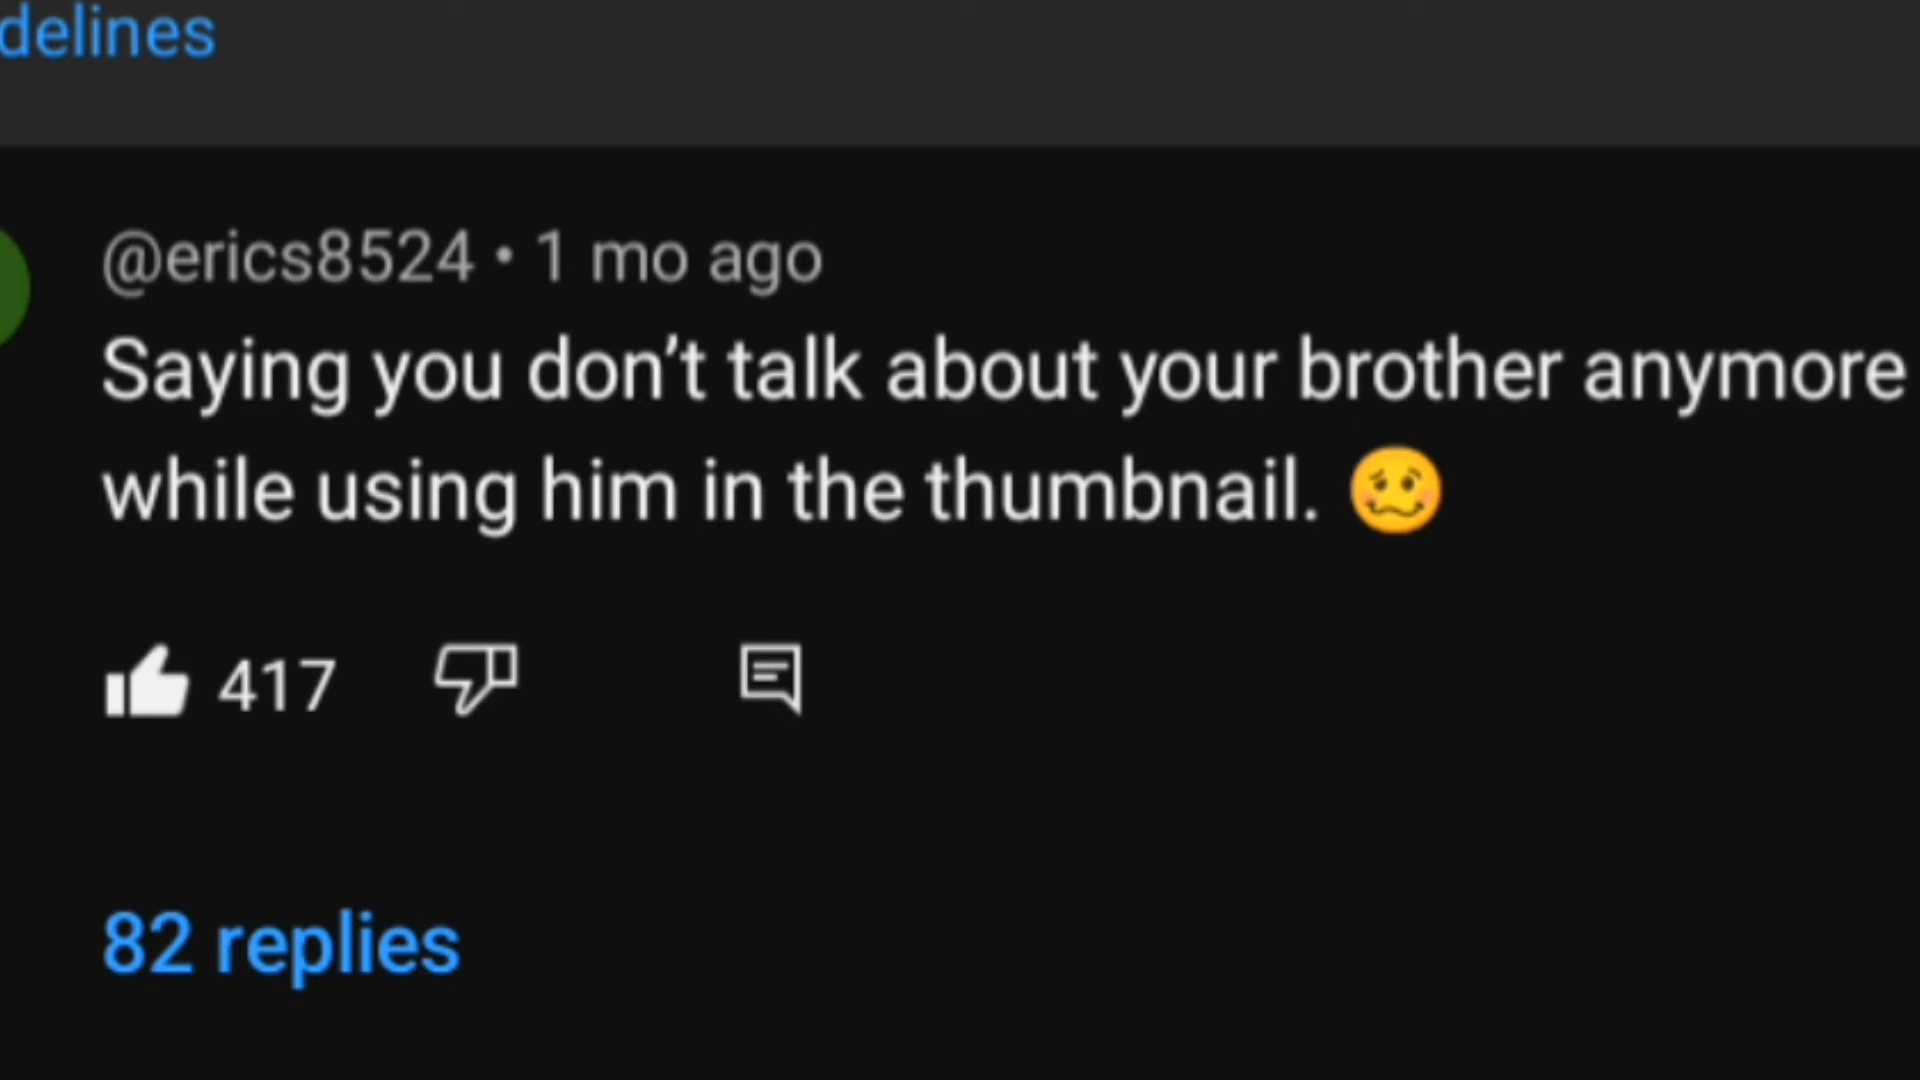 delines
@erics8524 • 1 mo ago
Saying you don’t talk about your brother anymore
while using him in the thumbnail. 🥴
417
82 replies